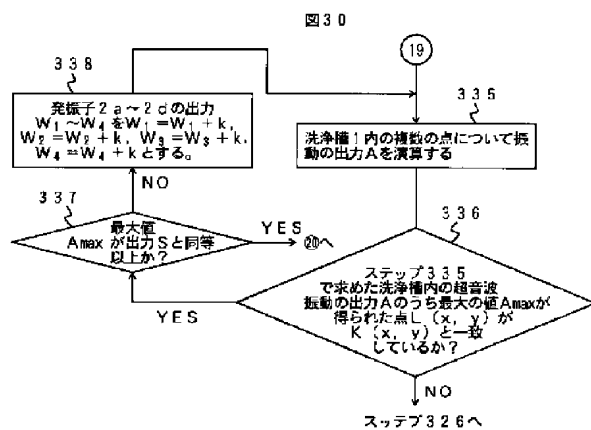 図30
19
338
発振子2a~2dの出力
W1~W4をW1=W1+k,
W2=W2+k, W3=W3+k,
W4=W4+kとする。
335
洗浄槽1内の複数の点について振
動の出力Aを演算する
NO
337
最大値
Amaxが出力Sと同等
以上か?
YES
⑳へ
336
ステップ335
で求めた洗浄槽内の超音波
振動の出力Aのうち最大の値Amaxが
得られた点L(x, y)が
K(x, y)と一致
しているか?
YES
NO
スッテプ326へ